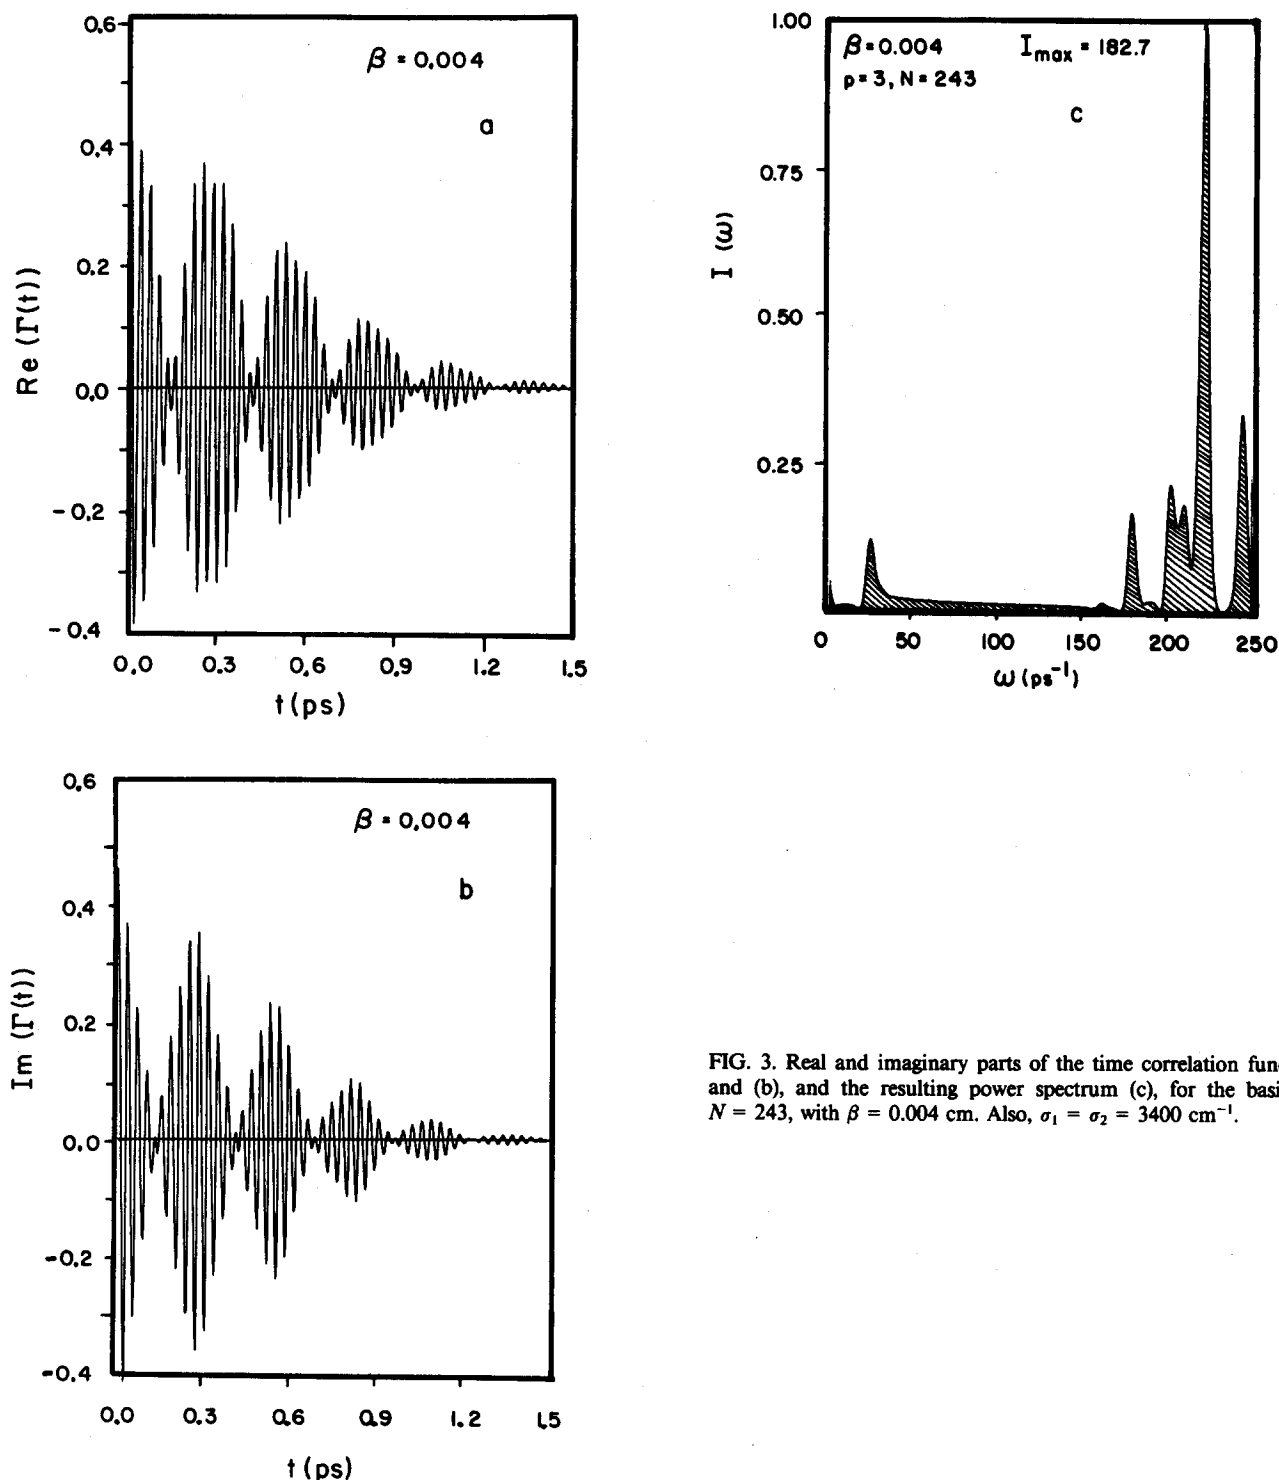 0.6
β = 0.004
a
0.4
0.2
0.0
-0.2
-0.4
Re (Γ(t))
0.0 0.3 0.6 0.9 1.2 1.5
t (ps)
1.00
β = 0.004 Imax = 182.7
p = 3, N = 243
c
0.75
0.50
0.25
I (ω)
0 50 100 150 200 250
ω (ps⁻¹)
0.6
β = 0.004
b
0.4
0.2
0.0
-0.2
-0.4
Im (Γ(t))
0.0 0.3 0.6 0.9 1.2 1.5
t (ps)
FIG. 3. Real and imaginary parts of the time correlation fun
and (b), and the resulting power spectrum (c), for the basi
N = 243, with β = 0.004 cm. Also, σ₁ = σ₂ = 3400 cm⁻¹.